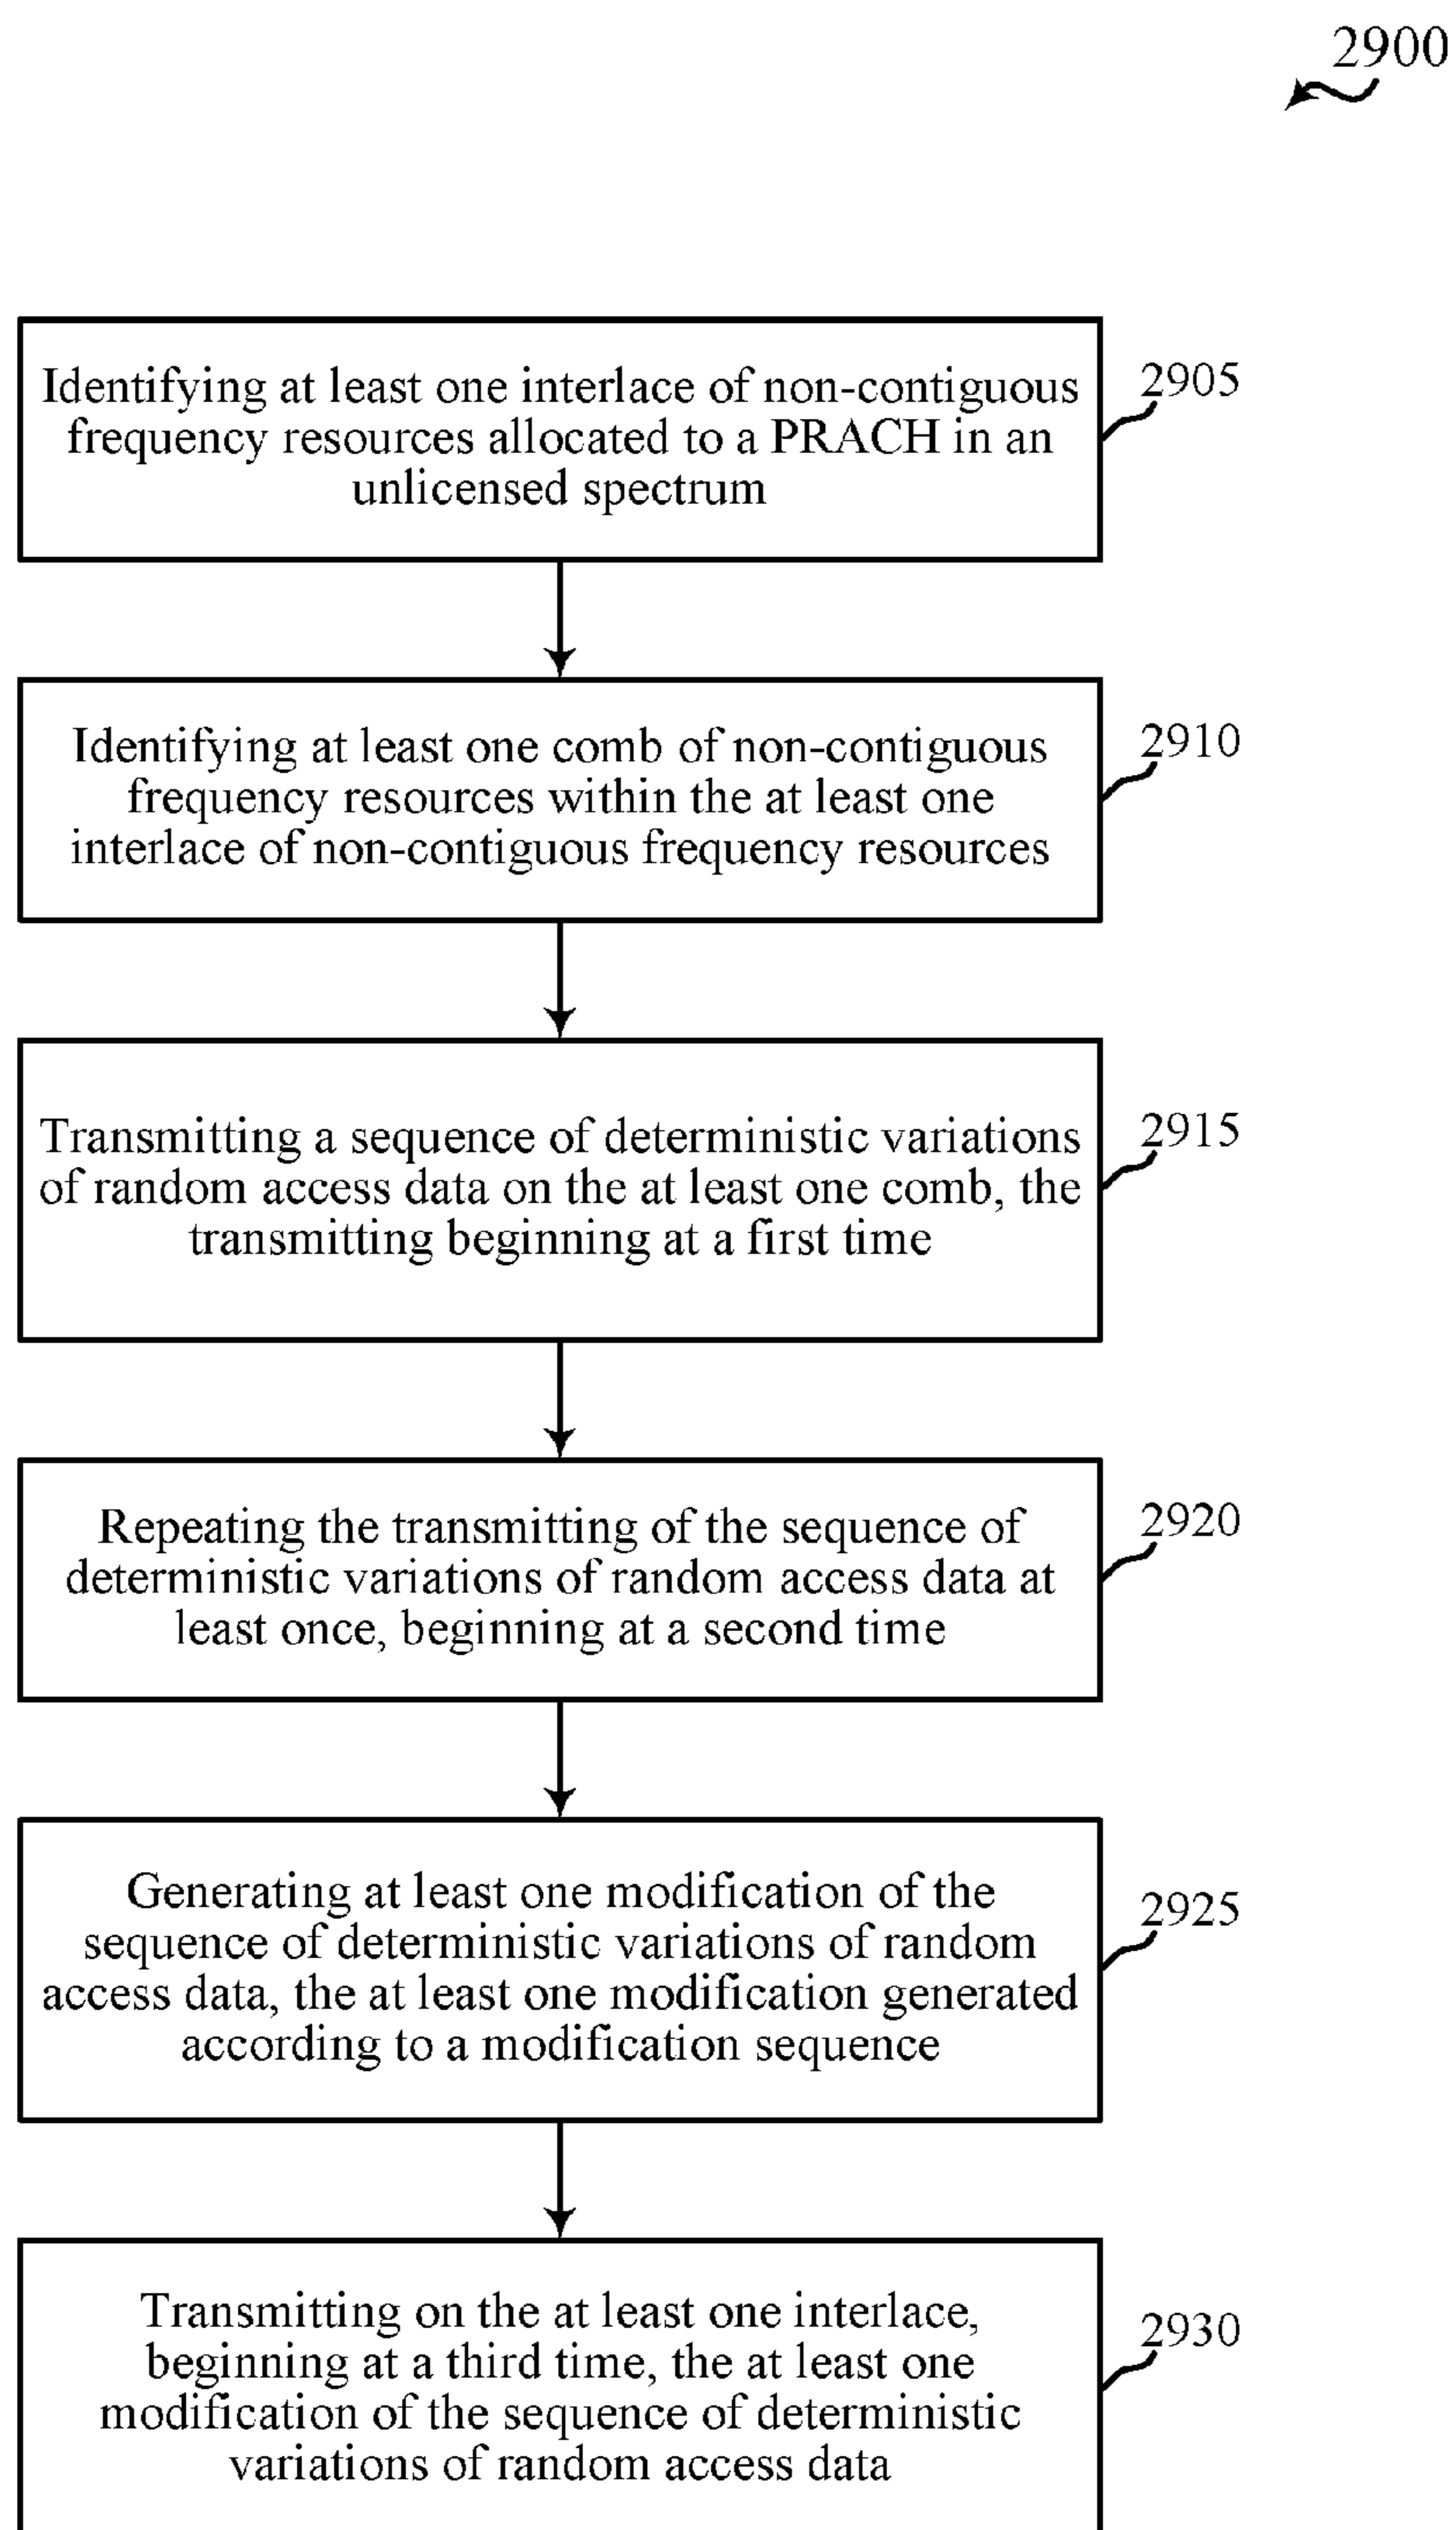 2900
Identifying at least one interlace of non-contiguous
frequency resources allocated to a PRACH in an
unlicensed spectrum
2905
Identifying at least one comb of non-contiguous
frequency resources within the at least one
interlace of non-contiguous frequency resources
2910
Transmitting a sequence of deterministic variations
of random access data on the at least one comb, the
transmitting beginning at a first time
2915
Repeating the transmitting of the sequence of
deterministic variations of random access data at
least once, beginning at a second time
2920
Generating at least one modification of the
sequence of deterministic variations of random
access data, the at least one modification generated
according to a modification sequence
2925
Transmitting on the at least one interlace,
beginning at a third time, the at least one
modification of the sequence of deterministic
variations of random access data
2930